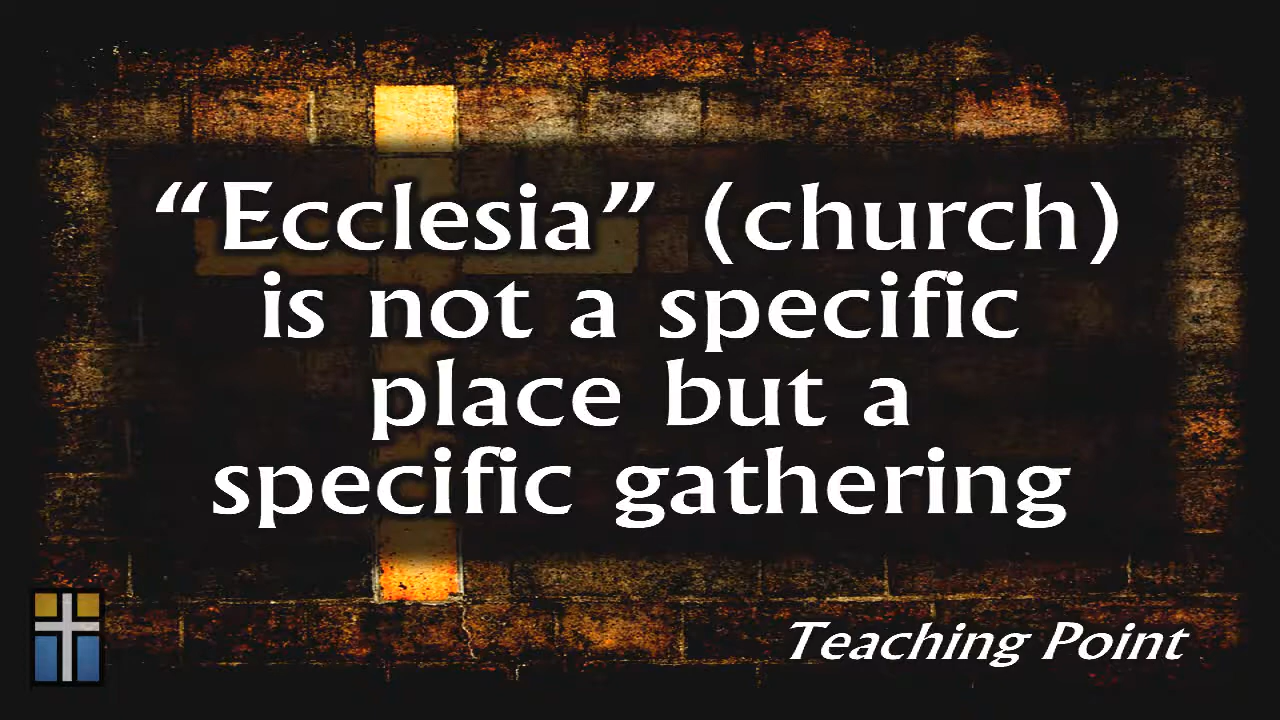 “Ecclesia” (church)
is not a specific
place but a
specific gathering
Teaching Point